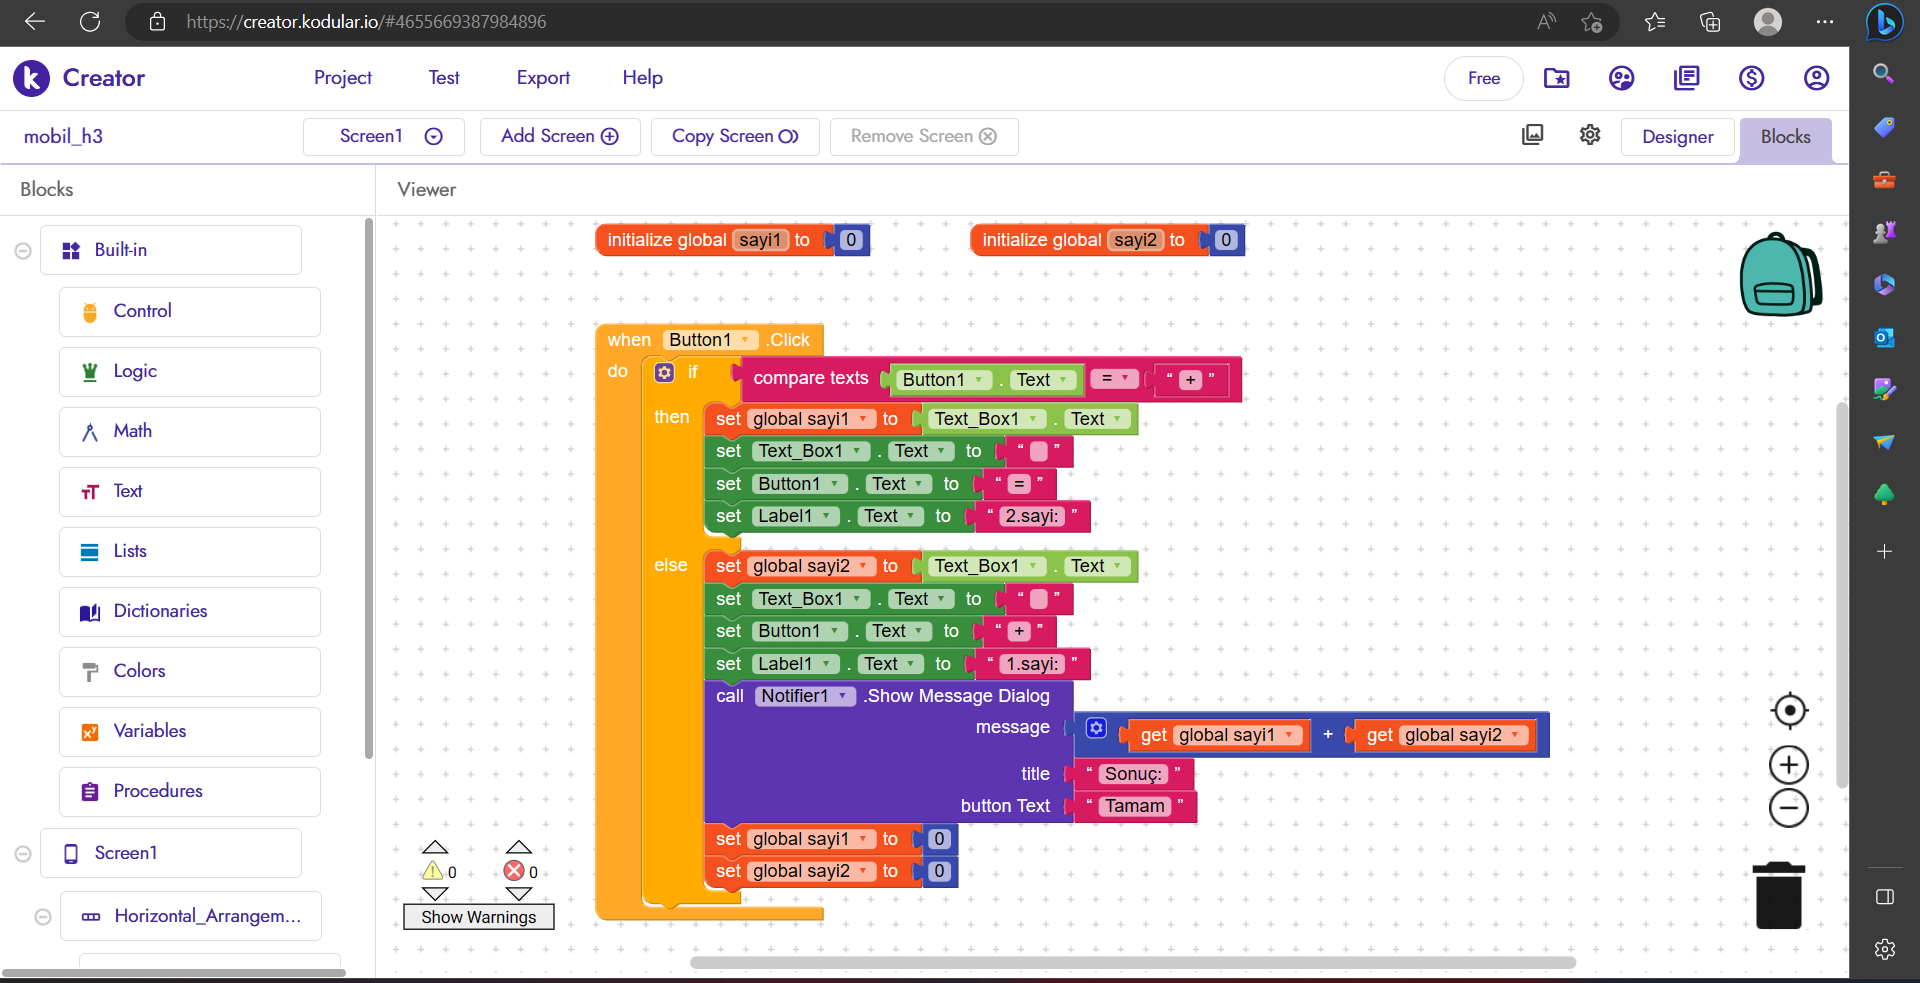 https://creator.kodular.io/#4655669387984896
Creator
Project
Test
Export
Help
Free
mobil_h3
Screen1
Add Screen
Copy Screen
Remove Screen
Designer
Blocks
Blocks
Viewer
Built-in
Control
Logic
Math
Text
Lists
Dictionaries
Colors
Variables
Procedures
Screen1
Horizontal_Arrangem...
initialize global sayi1 to 0
initialize global sayi2 to 0
when Button1 .Click
do if compare texts Button1 . Text = “ + ”
then set global sayi1 to Text_Box1 . Text
set Text_Box1 . Text to “ ”
set Button1 . Text to “ = ”
set Label1 . Text to “ 2.sayi: ”
else set global sayi2 to Text_Box1 . Text
set Text_Box1 . Text to “ ”
set Button1 . Text to “ + ”
set Label1 . Text to “ 1.sayi: ”
call Notifier1 .Show Message Dialog
message get global sayi1 + get global sayi2
title “ Sonuç: ”
button Text “ Tamam ”
set global sayi1 to 0
set global sayi2 to 0
0 0
Show Warnings